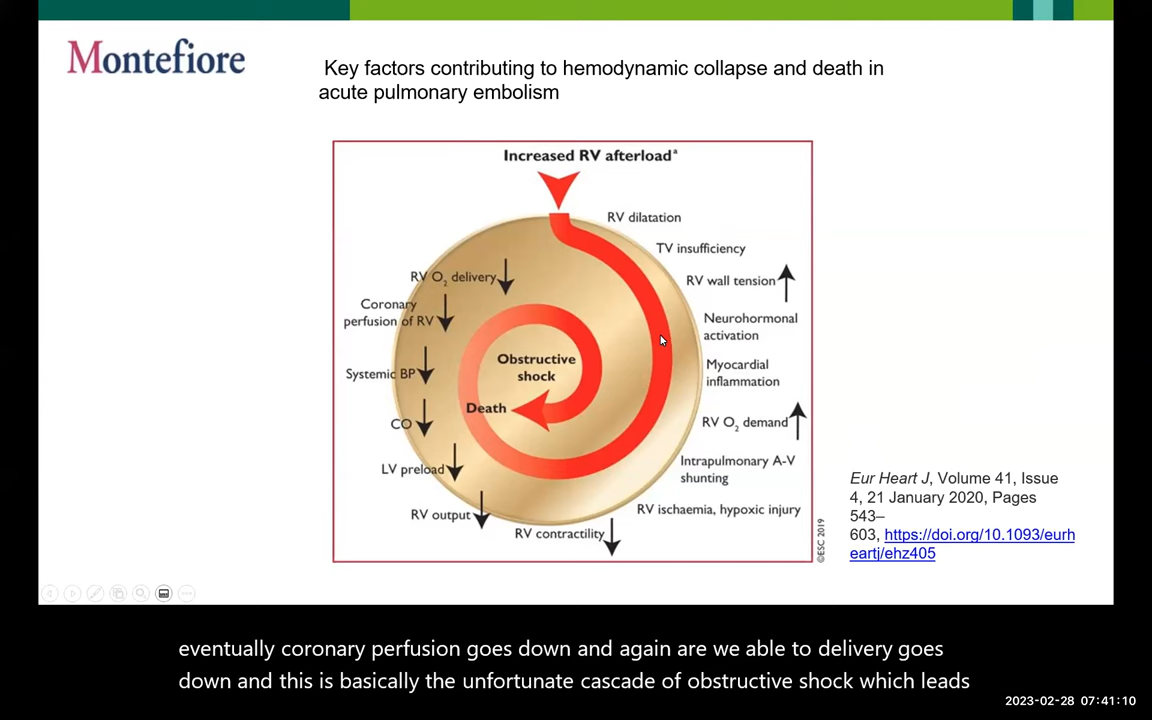 Montefiore
Key factors contributing to hemodynamic collapse and death in
acute pulmonary embolism
Increased RV afterloadᵃ
RV dilatation
TV insufficiency
RV wall tension
Neurohormonal
activation
Myocardial
inflammation
RV O₂ demand
Intrapulmonary A-V
shunting
RV ischaemia, hypoxic injury
RV contractility
RV output
LV preload
CO
Systemic BP
Coronary
perfusion of RV
RV O₂ delivery
Obstructive
shock
Death
©ESC 2019
Eur Heart J, Volume 41, Issue
4, 21 January 2020, Pages
543–
603, https://doi.org/10.1093/eurh
eartj/ehz405
eventually coronary perfusion goes down and again are we able to delivery goes
down and this is basically the unfortunate cascade of obstructive shock which leads
2023-02-28 07:41:10